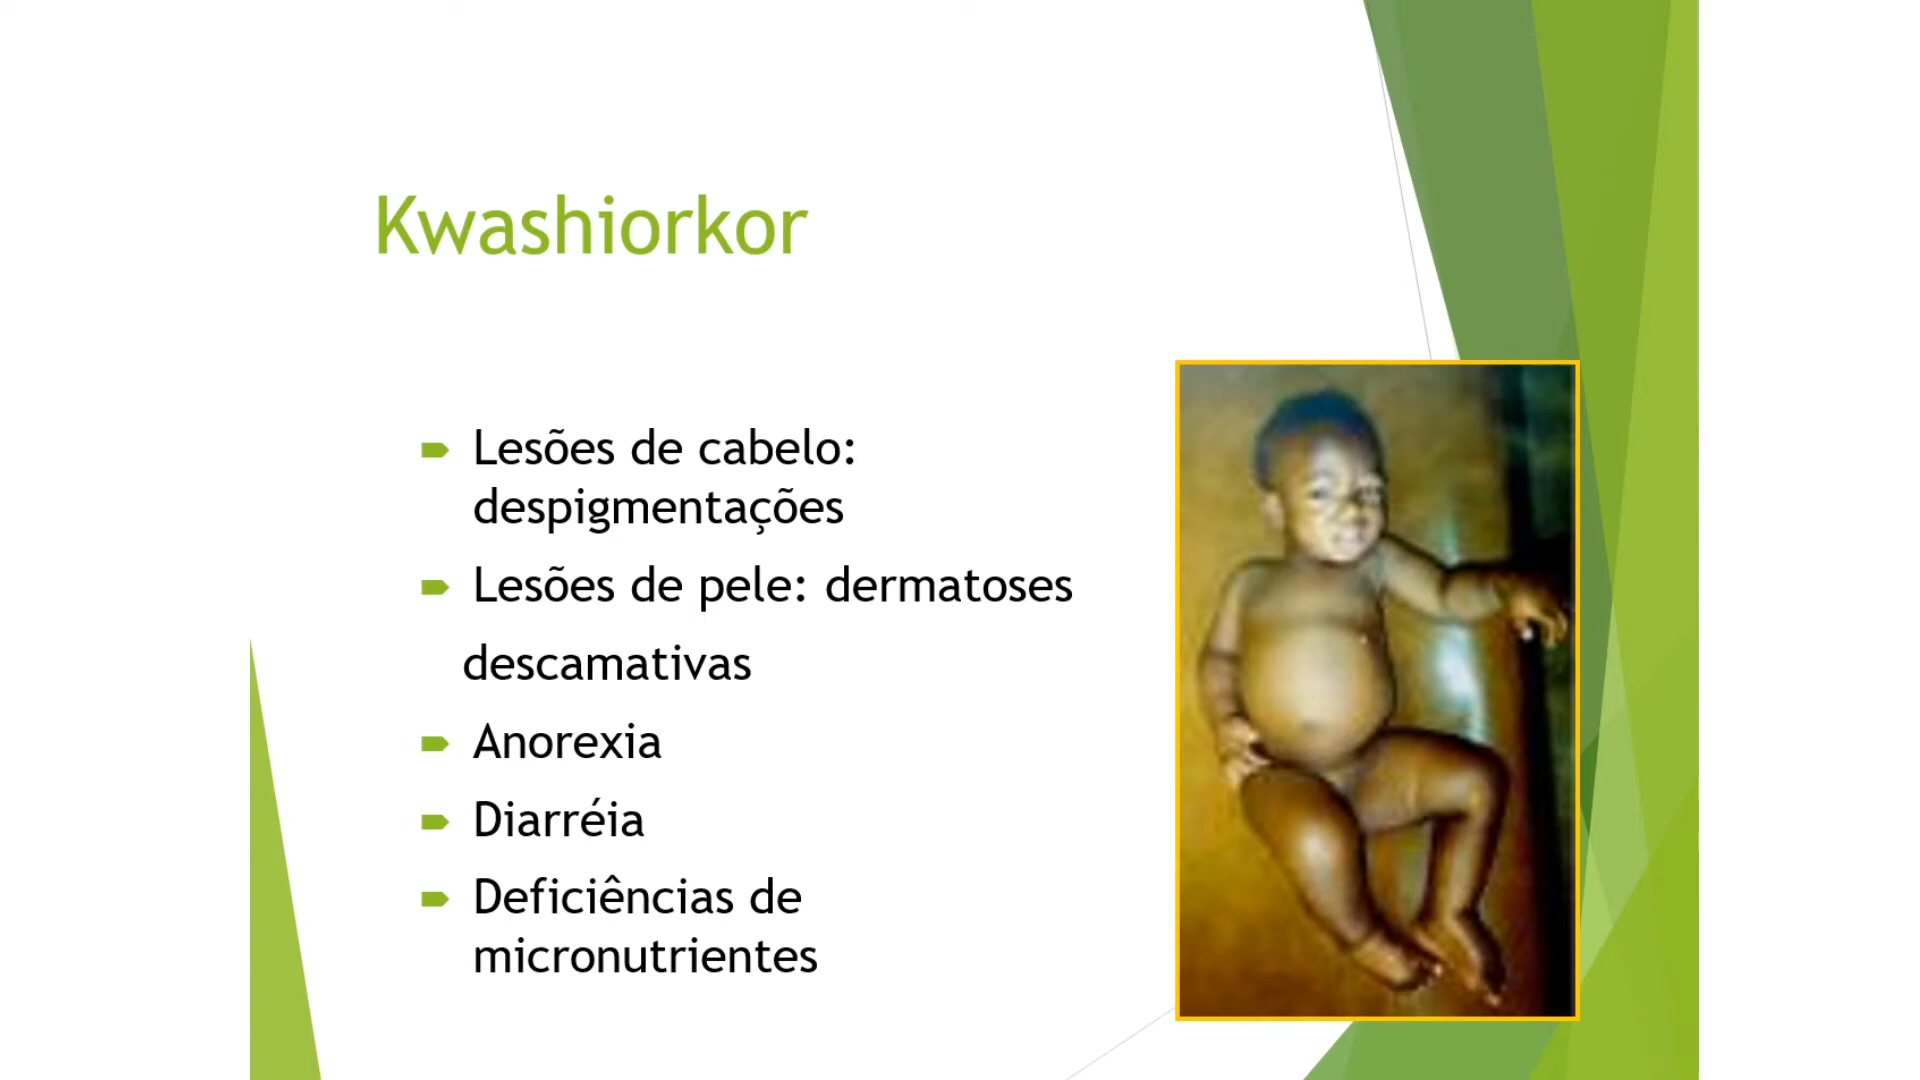 Kwashiorkor
Lesões de cabelo:
despigmentações
Lesões de pele: dermatoses
descamativas
Anorexia
Diarréia
Deficiências de
micronutrientes